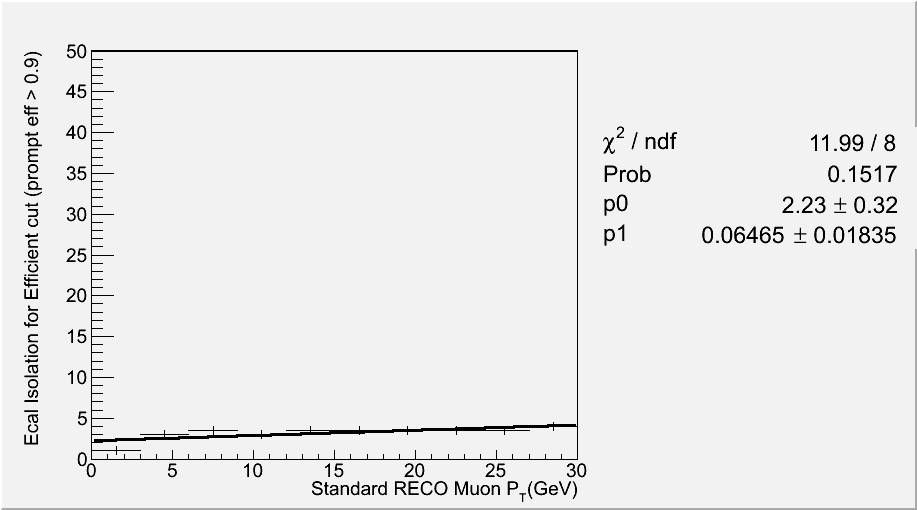 Ecal Isolation for Efficient cut (prompt eff > 0.9)
50
45
40
35
30
25
20
15
10
5
0
0 5 10 15 20 25 30
Standard RECO Muon P_T(GeV)
χ² / ndf 11.99 / 8
Prob 0.1517
p0 2.23 ± 0.32
p1 0.06465 ± 0.01835